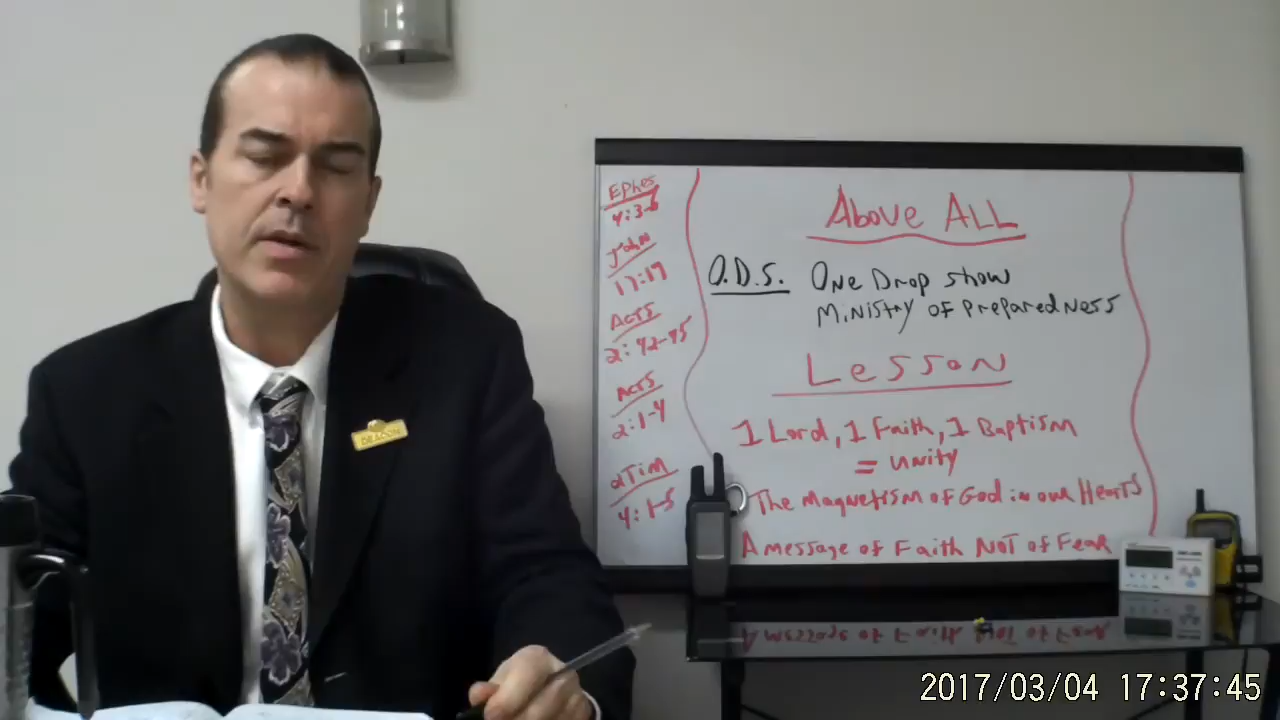 Ephes
4:3-6
John
17:17
ACTS
2:42-45
ACTS
2:1-4
2Tim
4:1-5
Above ALL
O.D.S. One Drop show
Ministry of Preparedness
Lesson
1 Lord, 1 Faith, 1 Baptism
= unity
The Magnetism of God in our Hearts
A message of Faith Not of Fear
DEACON
2017/03/04 17:37:45